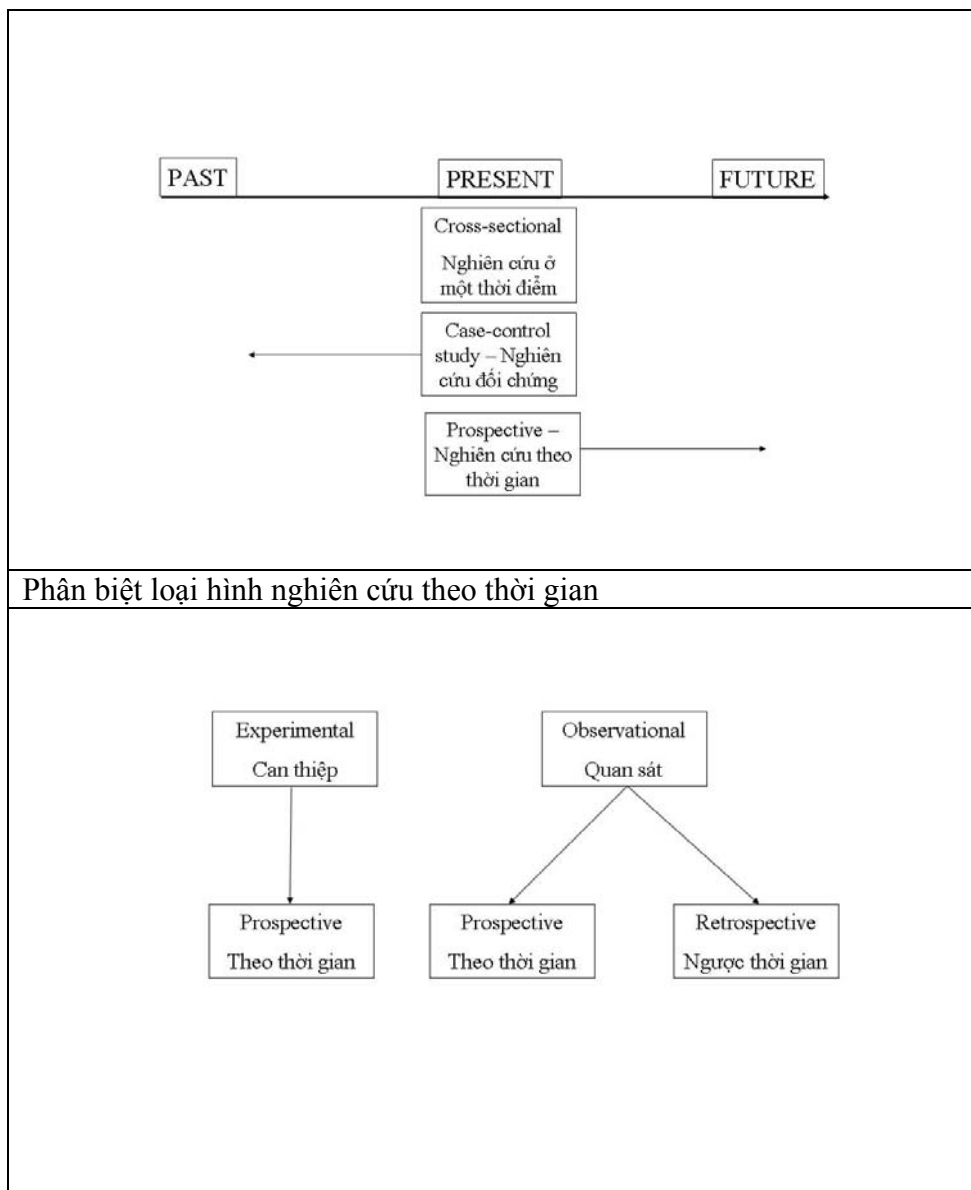 PAST
PRESENT
FUTURE
Cross-sectional
Nghiên cứu ở
một thời điểm
Case-control
study – Nghiên
cứu đối chứng
Prospective –
Nghiên cứu theo
thời gian
Phân biệt loại hình nghiên cứu theo thời gian
Experimental
Can thiệp
Observational
Quan sát
Prospective
Theo thời gian
Prospective
Theo thời gian
Retrospective
Ngược thời gian